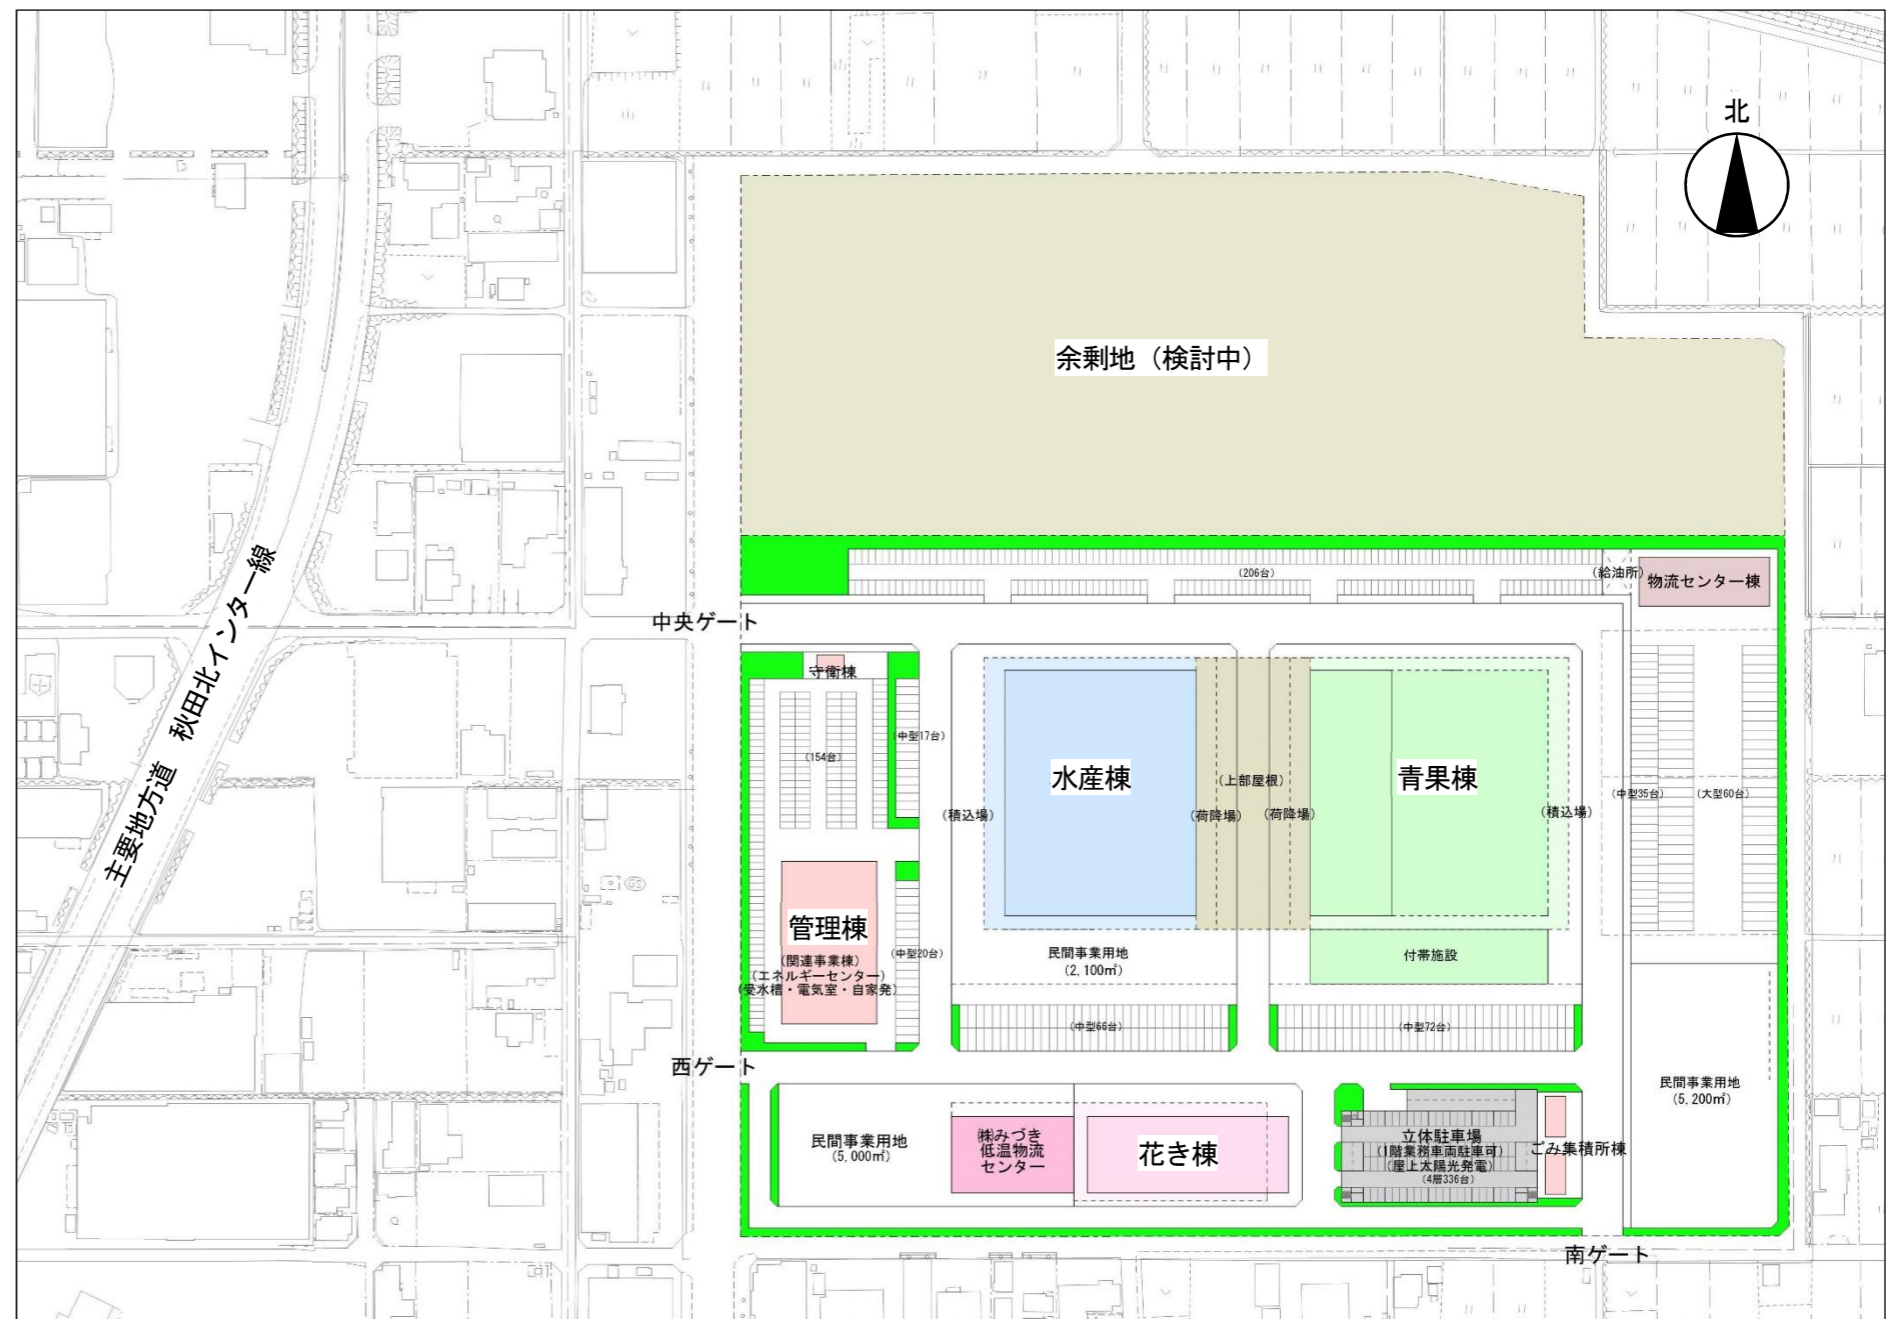 北
余剰地（検討中）
主要地方道　秋田北インター線
（206台）
（給油所）
物流センター棟
中央ゲート
守衛棟
（154台）
（中型17台）
（積込場）
水産棟
（上部屋根）
（荷降場）
（荷降場）
青果棟
（積込場）
（中型35台）
（大型60台）
管理棟
（関連事業棟）
（エネルギーセンター）
（受水槽・電気室・自家発）
（中型20台）
民間事業用地
（2,100㎡）
付帯施設
（中型66台）
（中型72台）
西ゲート
民間事業用地
（5,200㎡）
民間事業用地
（5,000㎡）
㈱みづき
低温物流
センター
花き棟
立体駐車場
（1階業務車両駐車可）
（屋上太陽光発電）
（4層336台）
ごみ集積所棟
南ゲート